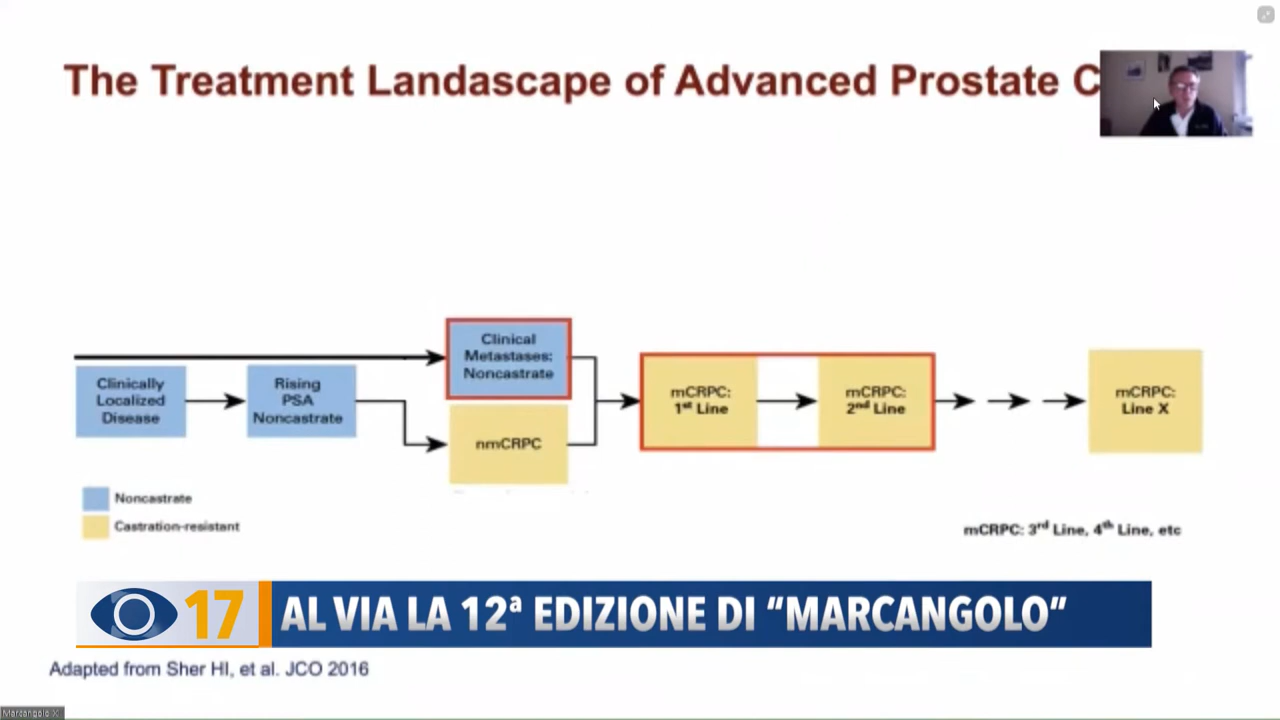 The Treatment Landascape of Advanced Prostate C
Clinical
Metastases:
Noncastrate
Clinically
Localized
Disease
Rising
PSA
Noncastrate
nmCRPC
mCRPC:
1st Line
mCRPC:
2nd Line
mCRPC:
Line X
Noncastrate
Castration-resistant
mCRPC: 3rd Line, 4th Line, etc
17
AL VIA LA 12ª EDIZIONE DI “MARCANGOLO”
Adapted from Sher HI, et al. JCO 2016
Marcangolo